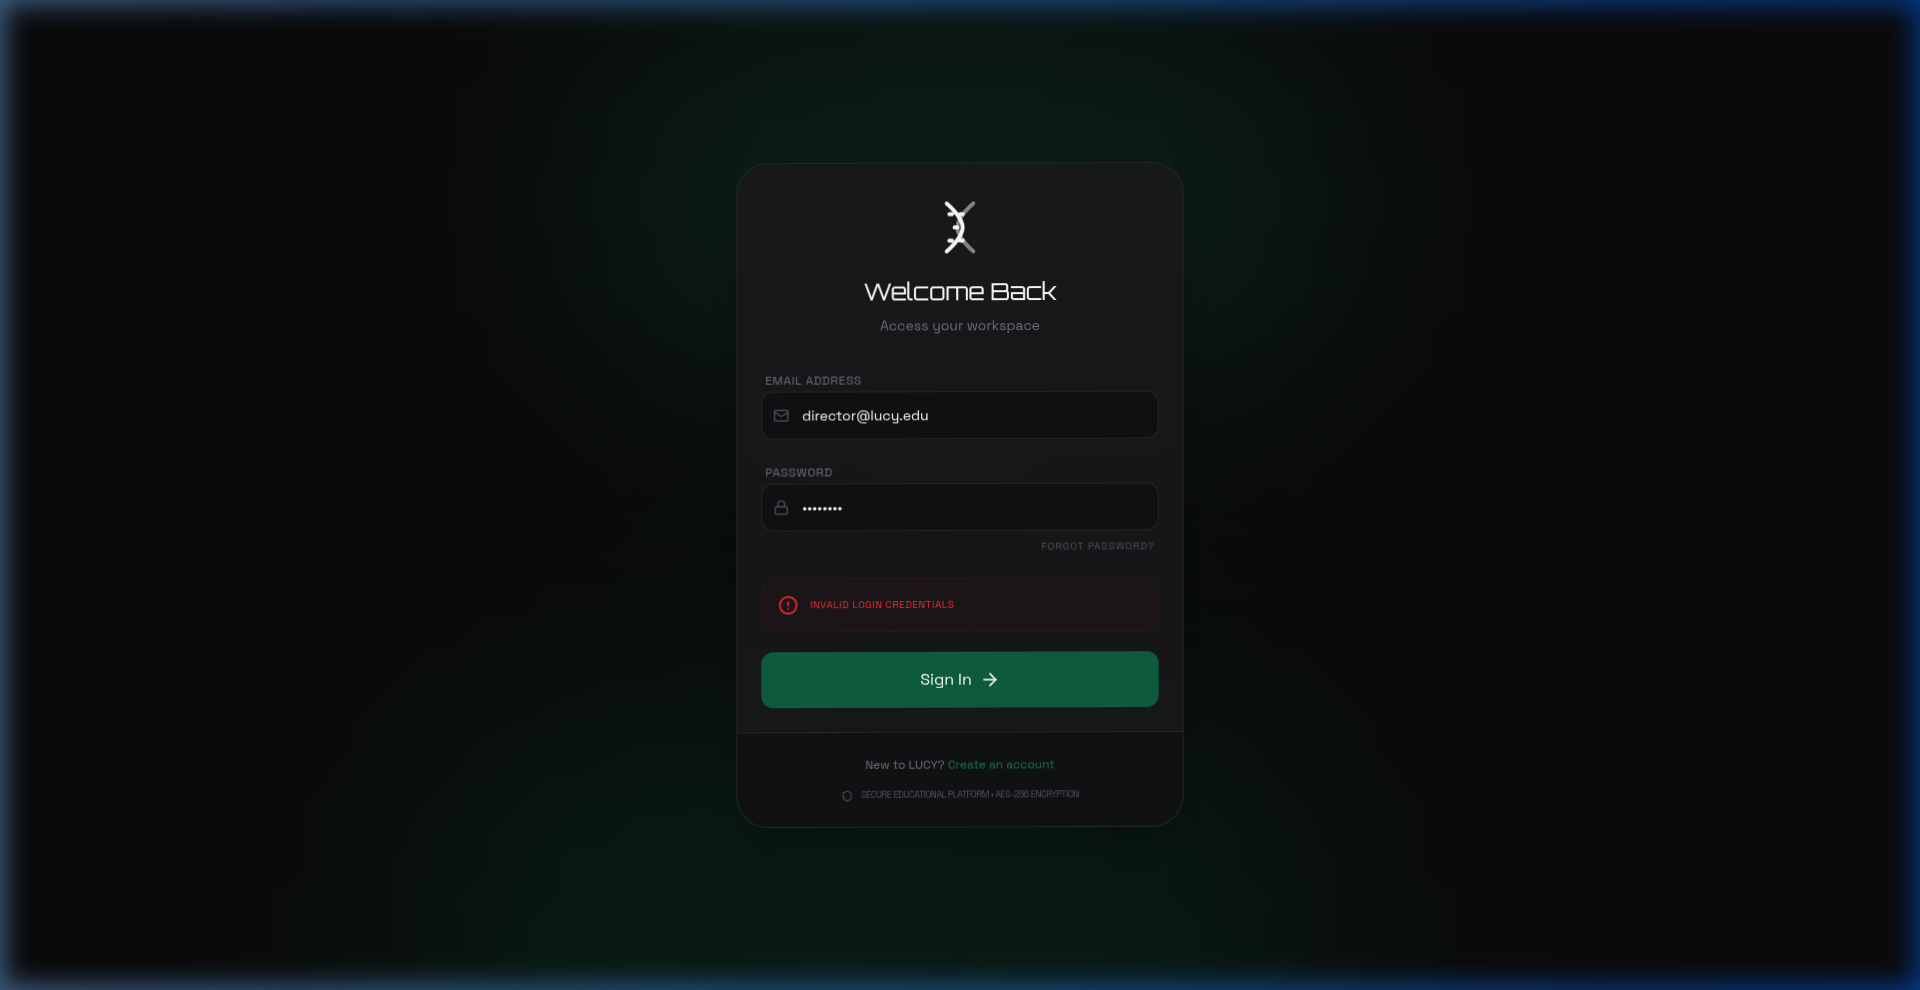 Welcome Back
Access your workspace
EMAIL ADDRESS
director@lucy.edu
PASSWORD
••••••••
FORGOT PASSWORD?
INVALID LOGIN CREDENTIALS
Sign In
New to LUCY? Create an account
SECURE EDUCATIONAL PLATFORM • AES-256 ENCRYPTION